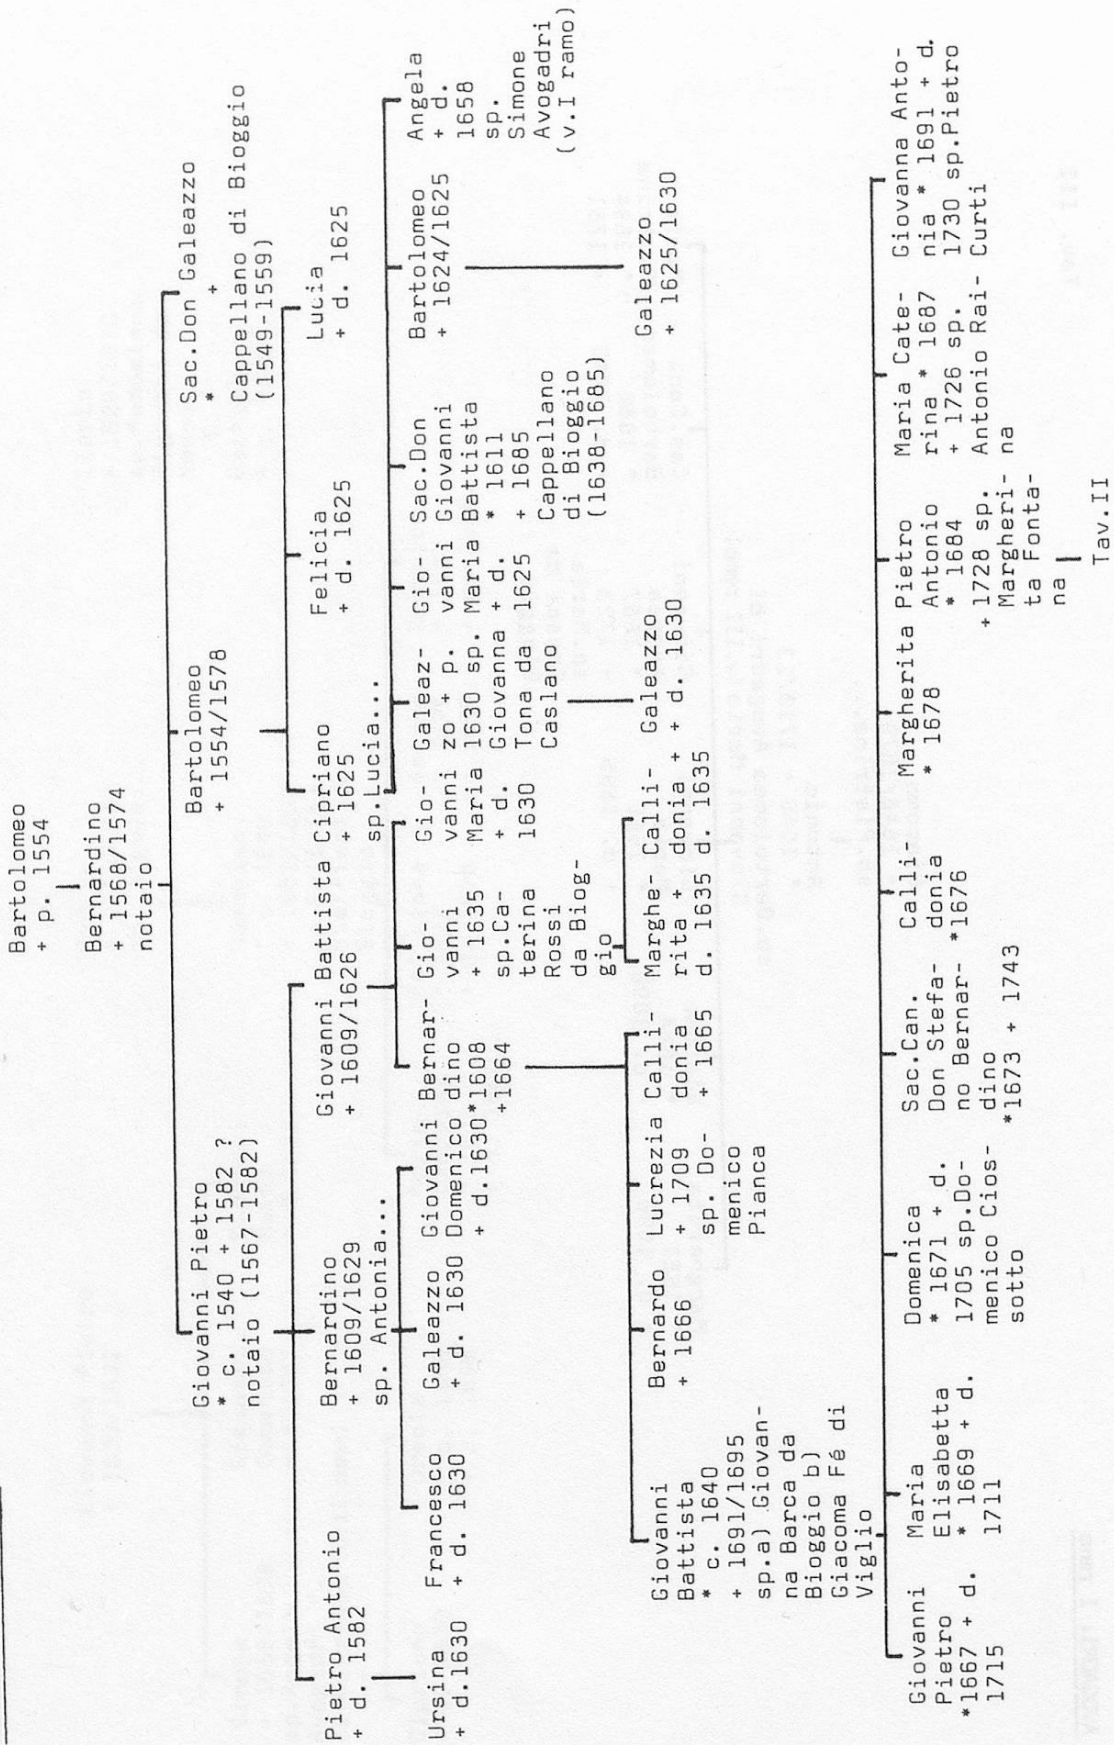 Bartolomeo
+ p. 1554
Bernardino
+ 1568/1574
notaio
Giovanni Pietro
* c. 1540 + 1582 ?
notaio (1567-1582)
Bartolomeo
+ 1554/1578
Sac.Don Galeazzo
* +
Cappellano di Bioggio
(1549-1559)
Pietro Antonio
+ d. 1582
Bernardino
+ 1609/1629
sp. Antonia...
Giovanni Battista
+ 1609/1626
Cipriano
+ 1625
sp.Lucia...
Felicia
+ d. 1625
Lucia
+ d. 1625
Ursina
+ d.1630
Francesco
+ d. 1630
Galeazzo
+ d. 1630
Giovanni
Domenico
+ d.1630
Bernar-
dino
*1608
+1664
Gio-
vanni
+ 1635
sp.Ca-
terina
Rossi
da Biog-
gio
Gio-
vanni
Maria
+ d.
1630
Galeaz-
zo + p.
1630 sp.
Giovanna
Tona da
Caslano
Gio-
vanni
Maria
+ d.
1625
Sac.Don
Giovanni
Battista
* 1611
+ 1685
Cappellano
di Bioggio
(1638-1685)
Bartolomeo
+ 1624/1625
Angela
+ d.
1658
sp.
Simone
Avogadri
(v.I ramo)
Giovanni
Battista
* c. 1640
+ 1691/1695
sp.a) Giovan-
na Barca da
Bioggio b)
Giacoma Fé di
Viglio
Bernardo
+ 1666
Lucrezia
+ 1709
sp. Do-
menico
Pianca
Calli-
donia
+ 1665
Marghe-
rita +
d. 1635
Calli-
donia +
d. 1635
Galeazzo
+ d. 1630
Galeazzo
+ 1625/1630
Giovanni
Pietro
*1667 + d.
1715
Maria
Elisabetta
* 1669 + d.
1711
Domenica
* 1671 + d.
1705 sp.Do-
menico Cios-
sotto
Sac.Can.
Don Stefa-
no Bernar-
dino
*1673 + 1743
Calli-
donia
*1676
Margherita
* 1678
Pietro
Antonio
* 1684
+ 1728 sp.
Margheri-
ta Fonta-
na
Maria Cate-
rina * 1687
+ 1726 sp.
Antonio Rai-
na
Giovanna Anto-
nia * 1691 + d.
1730 sp.Pietro
Curti
Tav.II